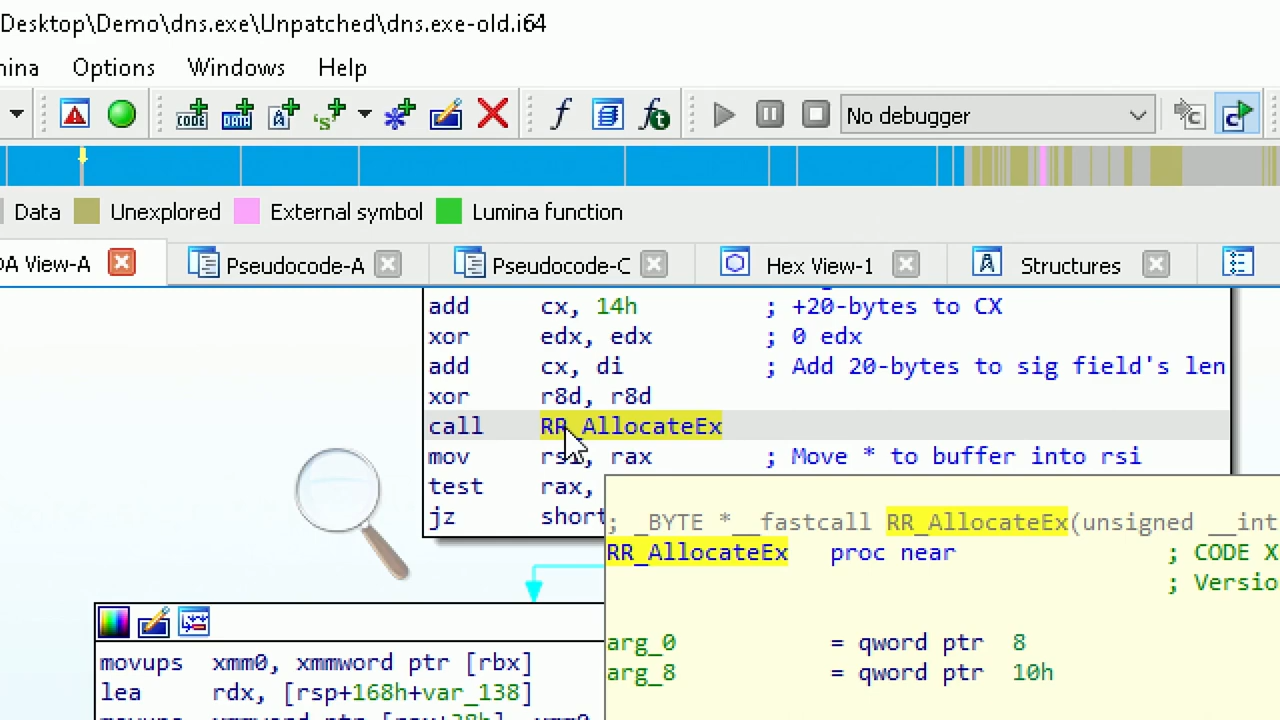 Desktop\Demo\dns.exe\Unpatched\dns.exe-old.i64
mina Options Windows Help
No debugger
Data Unexplored External symbol Lumina function
DA View-A Pseudocode-A Pseudocode-C Hex View-1 Structures
add cx, 14h ; +20-bytes to CX
xor edx, edx ; 0 edx
add cx, di ; Add 20-bytes to sig field's len
xor r8d, r8d
call RR_AllocateEx
mov rsi, rax ; Move * to buffer into rsi
test rax,
jz short
; _BYTE *__fastcall RR_AllocateEx(unsigned __int
RR_AllocateEx proc near ; CODE X
; Versio
arg_0 = qword ptr 8
arg_8 = qword ptr 10h
movups xmm0, xmmword ptr [rbx]
lea rdx, [rsp+168h+var_138]